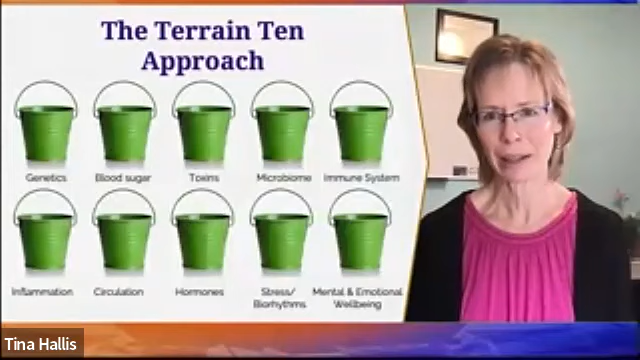 The Terrain Ten
Approach
Genetics
Blood sugar
Toxins
Microbiome
Immune System
Inflammation
Circulation
Hormones
Stress/
Biorhythms
Mental & Emotional
Wellbeing
Tina Hallis